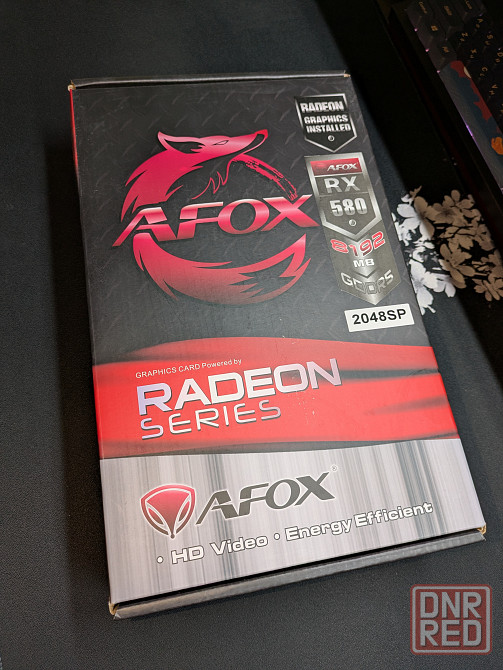 RADEON
GRAPHICS
INSTALLED
AFOX
AFOX
RX
580
8192
MB
GDDR5
2048SP
GRAPHICS CARD Powered by
RADEON
SERIES
AFOX®
• HD Video • Energy Efficient
DNR
RED